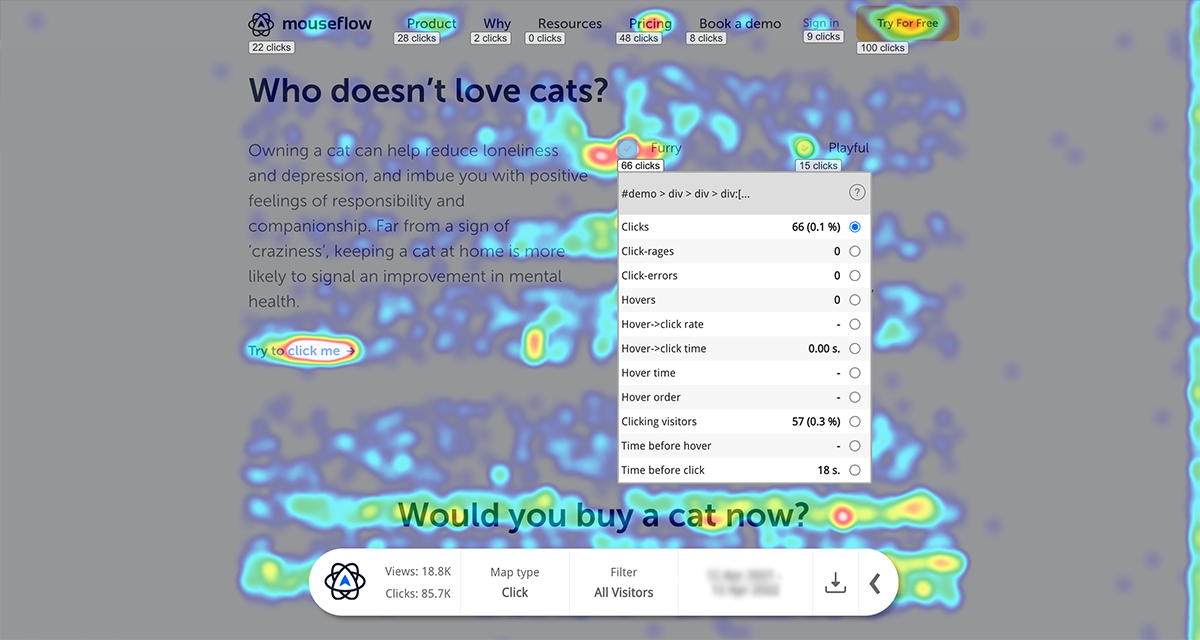 mouseflow
Product
Why
Resources
Pricing
Book a demo
Sign in
Try For Free
22 clicks
28 clicks
2 clicks
0 clicks
48 clicks
8 clicks
9 clicks
100 clicks
Who doesn’t love cats?
Owning a cat can help reduce loneliness
and depression, and imbue you with positive
feelings of responsibility and
companionship. Far from a sign of
‘craziness’, keeping a cat at home is more
likely to signal an improvement in mental
health.
Try to click me →
Furry
66 clicks
Playful
15 clicks
#demo > div > div > div:[...
?
Clicks 66 (0.1 %)
Click-rages 0
Click-errors 0
Hovers 0
Hover->click rate -
Hover->click time 0.00 s.
Hover time -
Hover order -
Clicking visitors 57 (0.3 %)
Time before hover -
Time before click 18 s.
Would you buy a cat now?
Views: 18.8K
Clicks: 85.7K
Map type
Click
Filter
All Visitors